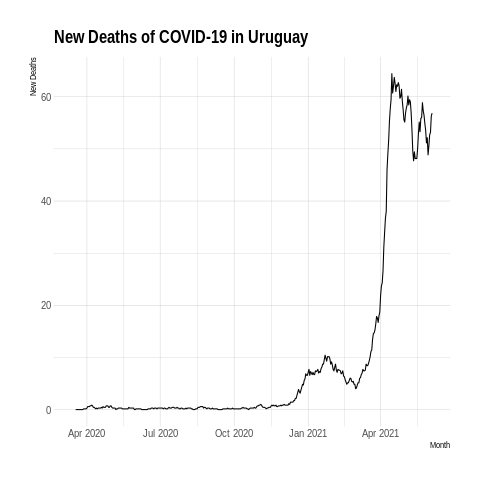 New Deaths of COVID-19 in Uruguay
New Deaths
60
40
20
0
Apr 2020 Jul 2020 Oct 2020 Jan 2021 Apr 2021
Month